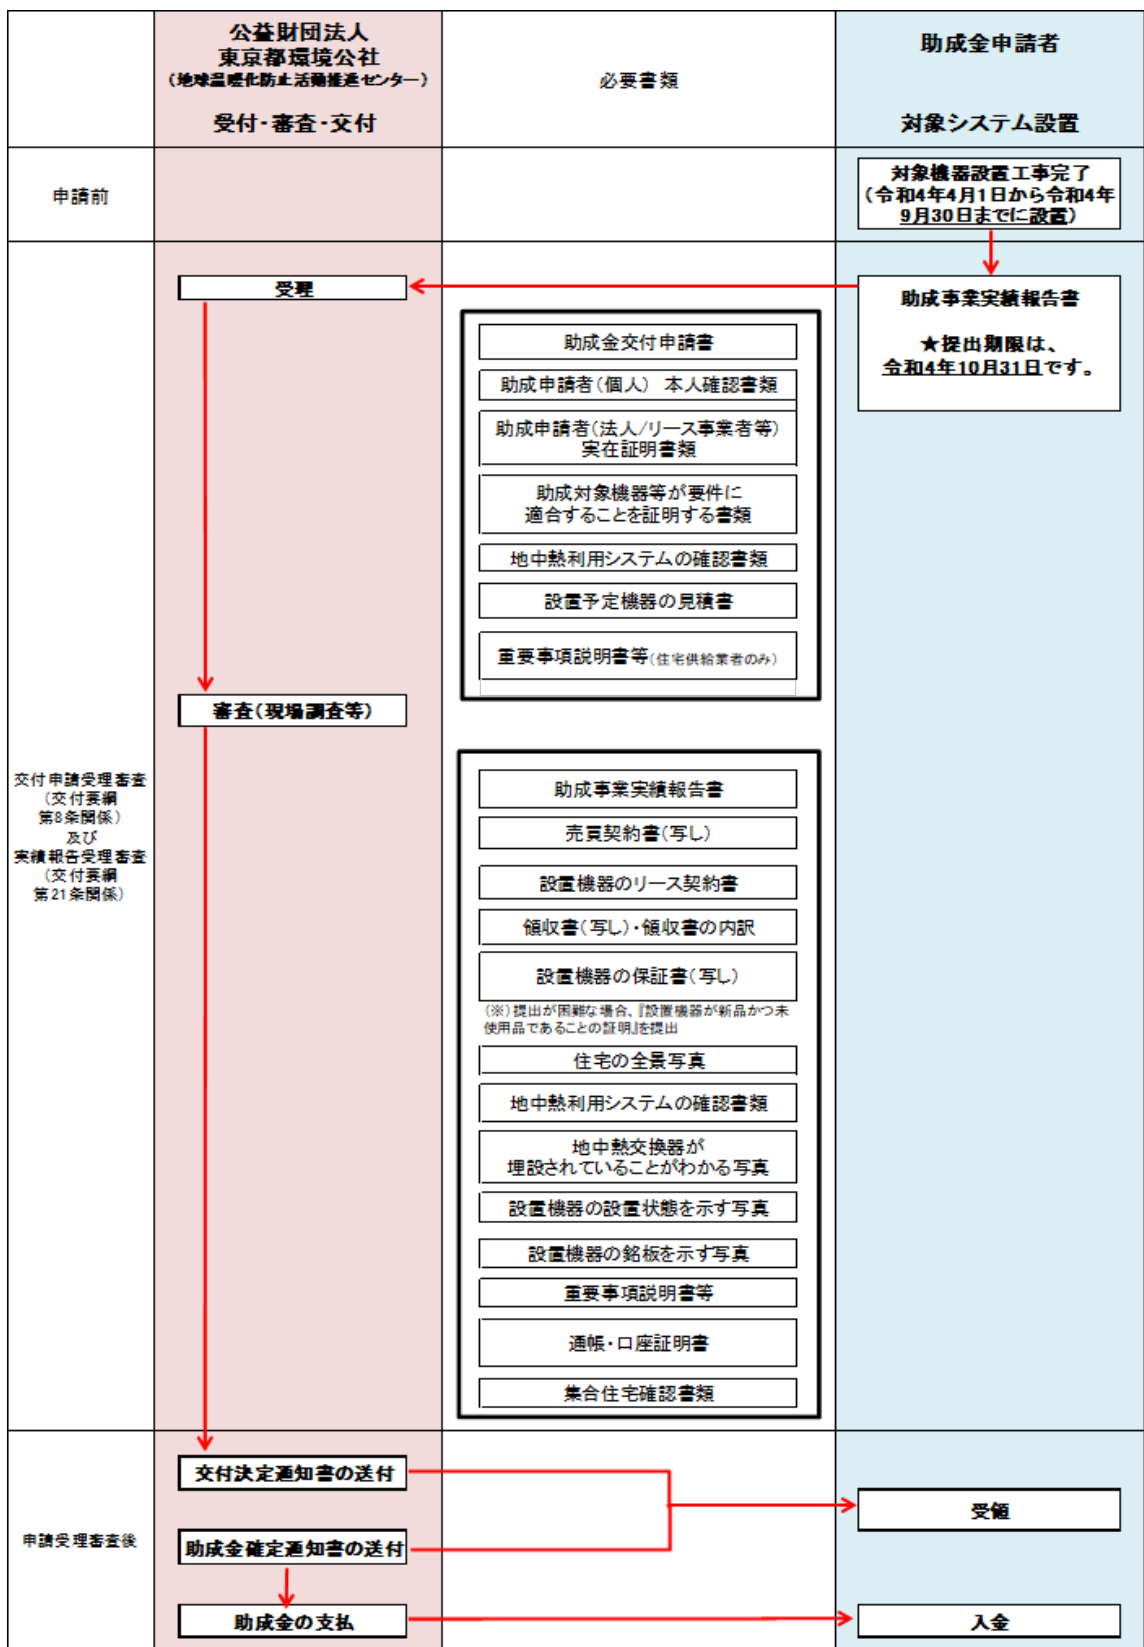 公益財団法人
東京都環境公社
（地球温暖化防止活動推進センター）
受付・審査・交付
必要書類
助成金申請者
対象システム設置
申請前
対象機器設置工事完了
（令和4年4月1日から令和4年
9月30日までに設置）
受理
助成事業実績報告書
★提出期限は、
令和4年10月31日です。
助成金交付申請書
助成申請者（個人）　本人確認書類
助成申請者（法人/リース事業者等）
実在証明書類
助成対象機器等が要件に
適合することを証明する書類
地中熱利用システムの確認書類
設置予定機器の見積書
重要事項説明書等（住宅供給業者のみ）
審査（現場調査等）
交付申請受理審査
（交付要綱
第8条関係）
及び
実績報告受理審査
（交付要綱
第21条関係）
助成事業実績報告書
売買契約書（写し）
設置機器のリース契約書
領収書（写し）・領収書の内訳
設置機器の保証書（写し）
（※）提出が困難な場合、『設置機器が新品かつ未
使用品であることの証明』を提出
住宅の全景写真
地中熱利用システムの確認書類
地中熱交換器が
埋設されていることがわかる写真
設置機器の設置状態を示す写真
設置機器の銘板を示す写真
重要事項説明書等
通帳・口座証明書
集合住宅確認書類
申請受理審査後
交付決定通知書の送付
受領
助成金確定通知書の送付
助成金の支払
入金